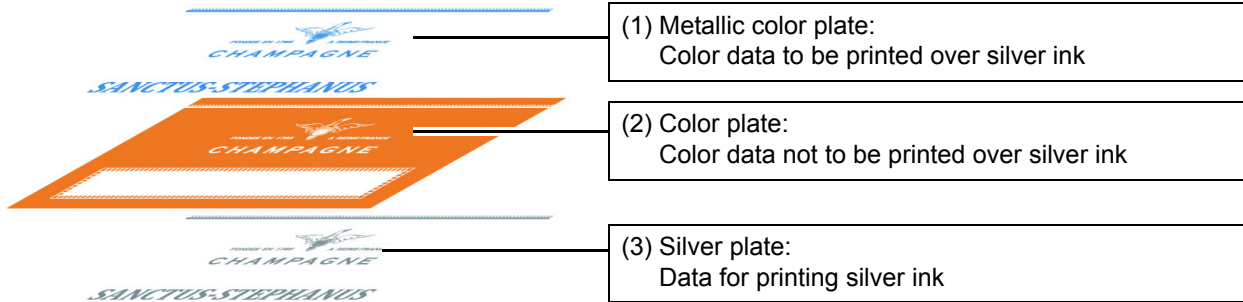 (1) Metallic color plate:
Color data to be printed over silver ink
CHAMPAGNE
SANCTUS-STEPHANUS
(2) Color plate:
Color data not to be printed over silver ink
CHAMPAGNE
(3) Silver plate:
Data for printing silver ink
CHAMPAGNE
SANCTUS-STEPHANUS